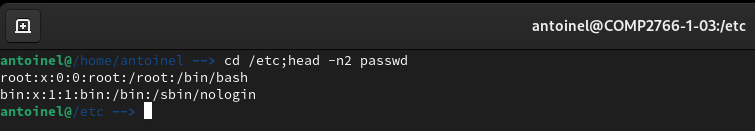 antoinel@COMP2766-1-03:/etc
antoinel@/home/antoinel --> cd /etc;head -n2 passwd
root:x:0:0:root:/root:/bin/bash
bin:x:1:1:bin:/bin:/sbin/nologin
antoinel@/etc -->